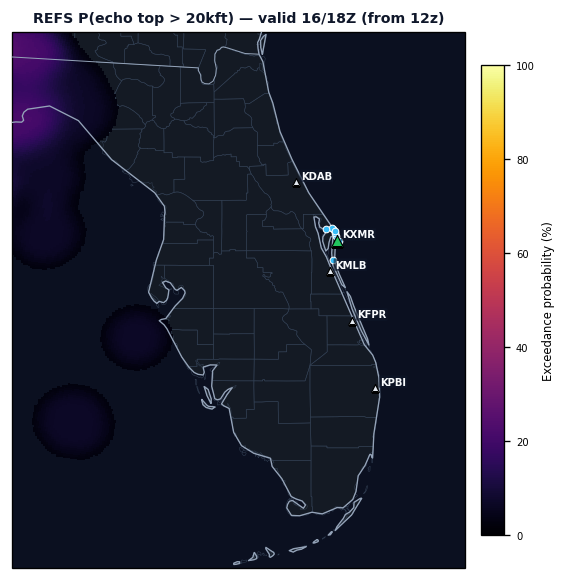 REFS P(echo top > 20kft) — valid 16/18Z (from 12z)
100
KDAB
80
KXMR
KMLB
60
KFPR
40
KPBI
20
0
Exceedance probability (%)